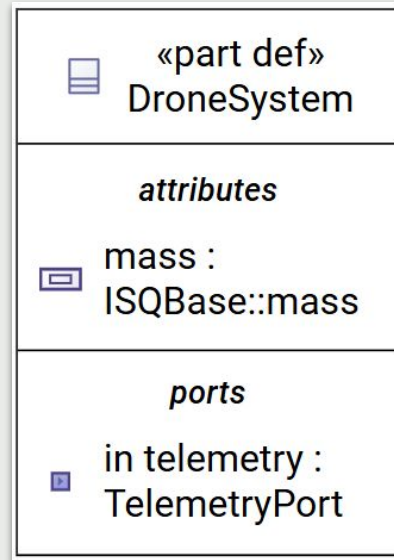 «part def»
DroneSystem
attributes
mass :
ISQBase::mass
ports
in telemetry :
TelemetryPort